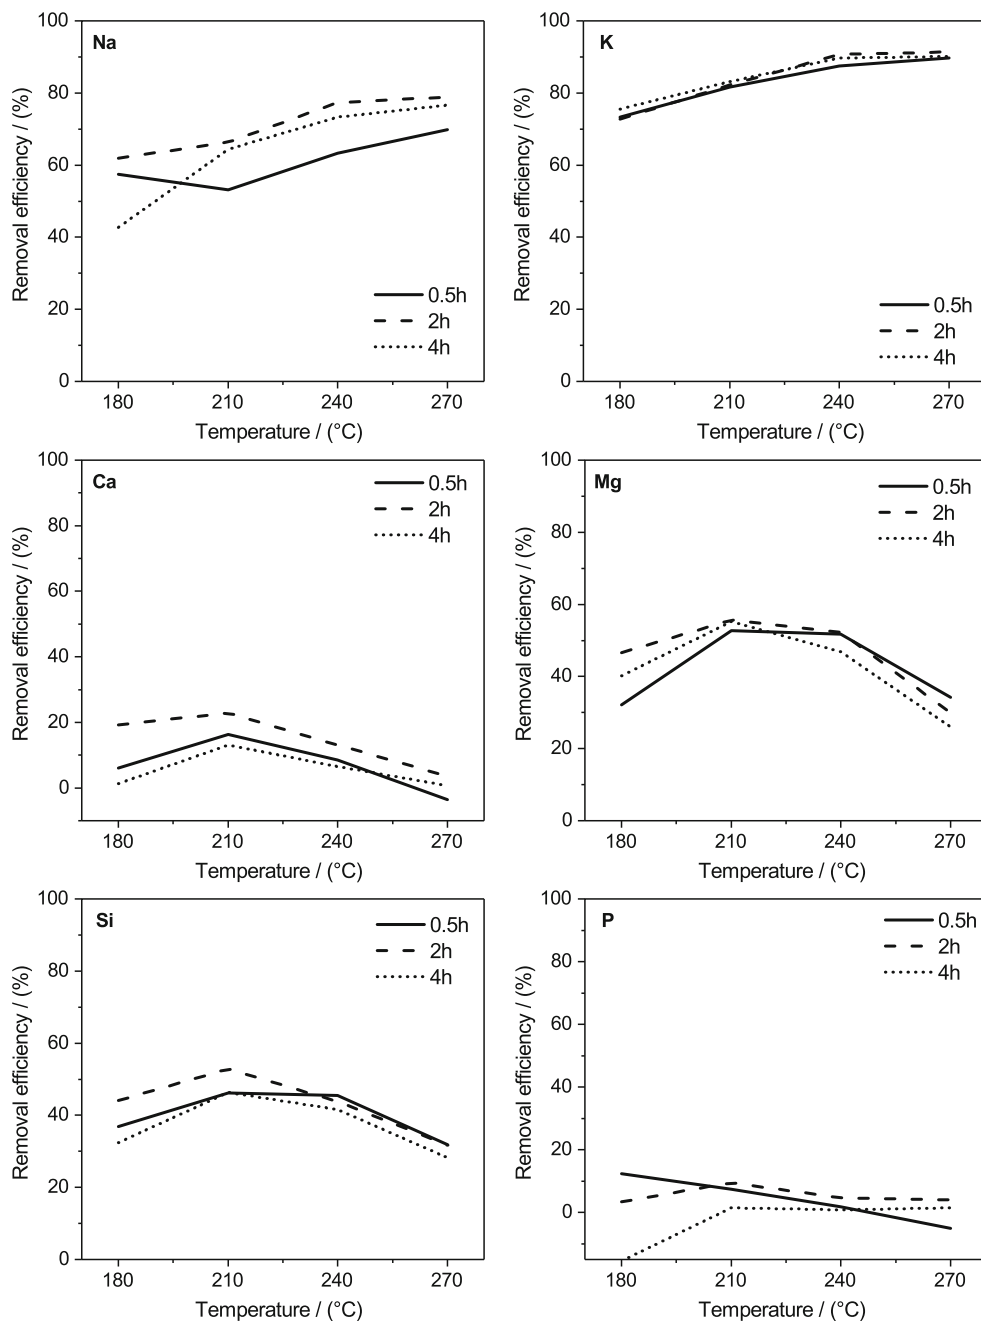 Na
Removal efficiency / (%)
100
80
60
40
20
0
0.5h
2h
4h
180 210 240 270
Temperature / (°C)
K
Removal efficiency / (%)
100
80
60
40
20
0
0.5h
2h
4h
180 210 240 270
Temperature / (°C)
Ca
Removal efficiency / (%)
100
80
60
40
20
0
0.5h
2h
4h
180 210 240 270
Temperature / (°C)
Mg
Removal efficiency / (%)
100
80
60
40
20
0
0.5h
2h
4h
180 210 240 270
Temperature / (°C)
Si
Removal efficiency / (%)
100
80
60
40
20
0
0.5h
2h
4h
180 210 240 270
Temperature / (°C)
P
Removal efficiency / (%)
100
80
60
40
20
0
0.5h
2h
4h
180 210 240 270
Temperature / (°C)